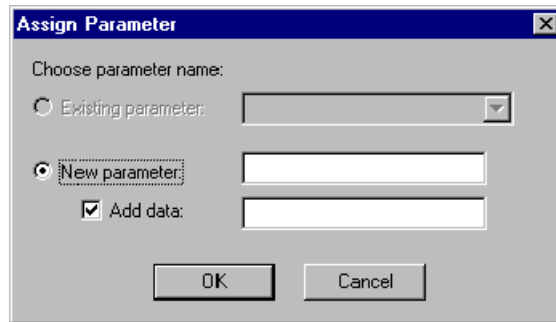 Assign Parameter
Choose parameter name:
Existing parameter:
New parameter:
Add data:
OK
Cancel